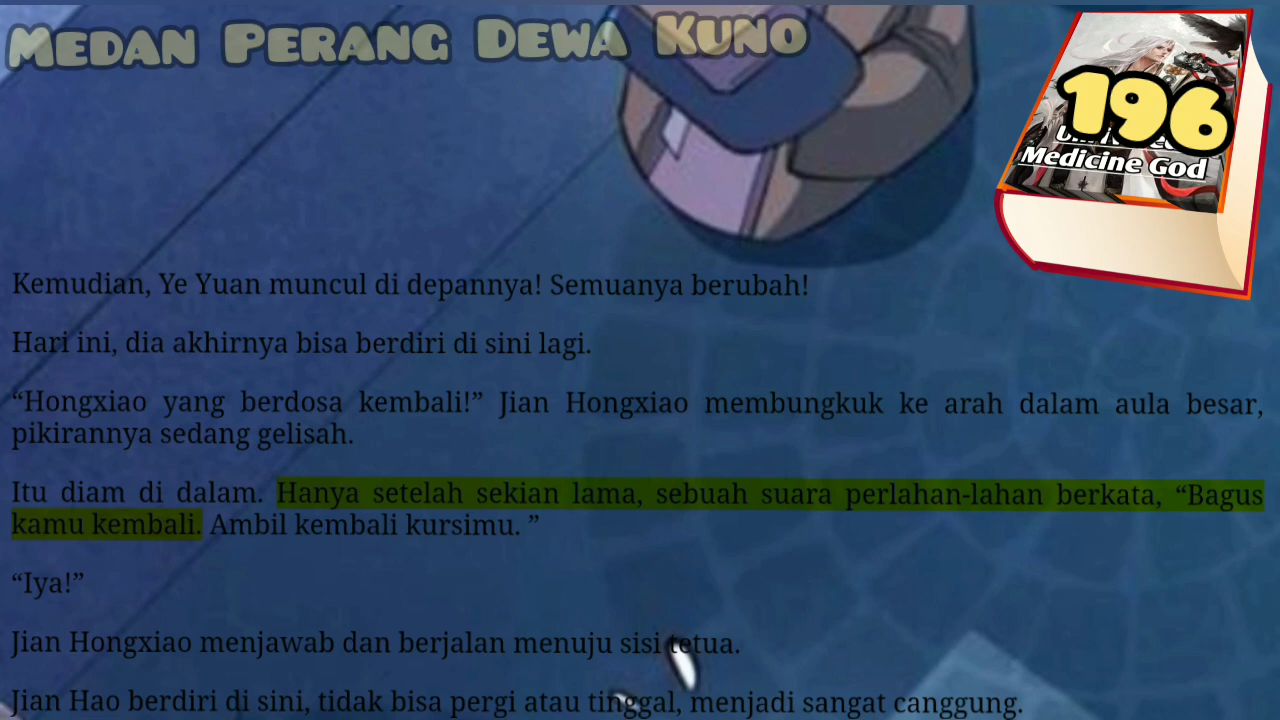 Medan Perang Dewa Kuno
196
Medicine God
Kemudian, Ye Yuan muncul di depannya! Semuanya berubah!
Hari ini, dia akhirnya bisa berdiri di sini lagi.
“Hongxiao yang berdosa kembali!” Jian Hongxiao membungkuk ke arah dalam aula besar,
pikirannya sedang gelisah.
Itu diam di dalam. Hanya setelah sekian lama, sebuah suara perlahan-lahan berkata, “Bagus
kamu kembali. Ambil kembali kursimu. ”
“Iya!”
Jian Hongxiao menjawab dan berjalan menuju sisi tetua.
Jian Hao berdiri di sini, tidak bisa pergi atau tinggal, menjadi sangat canggung.